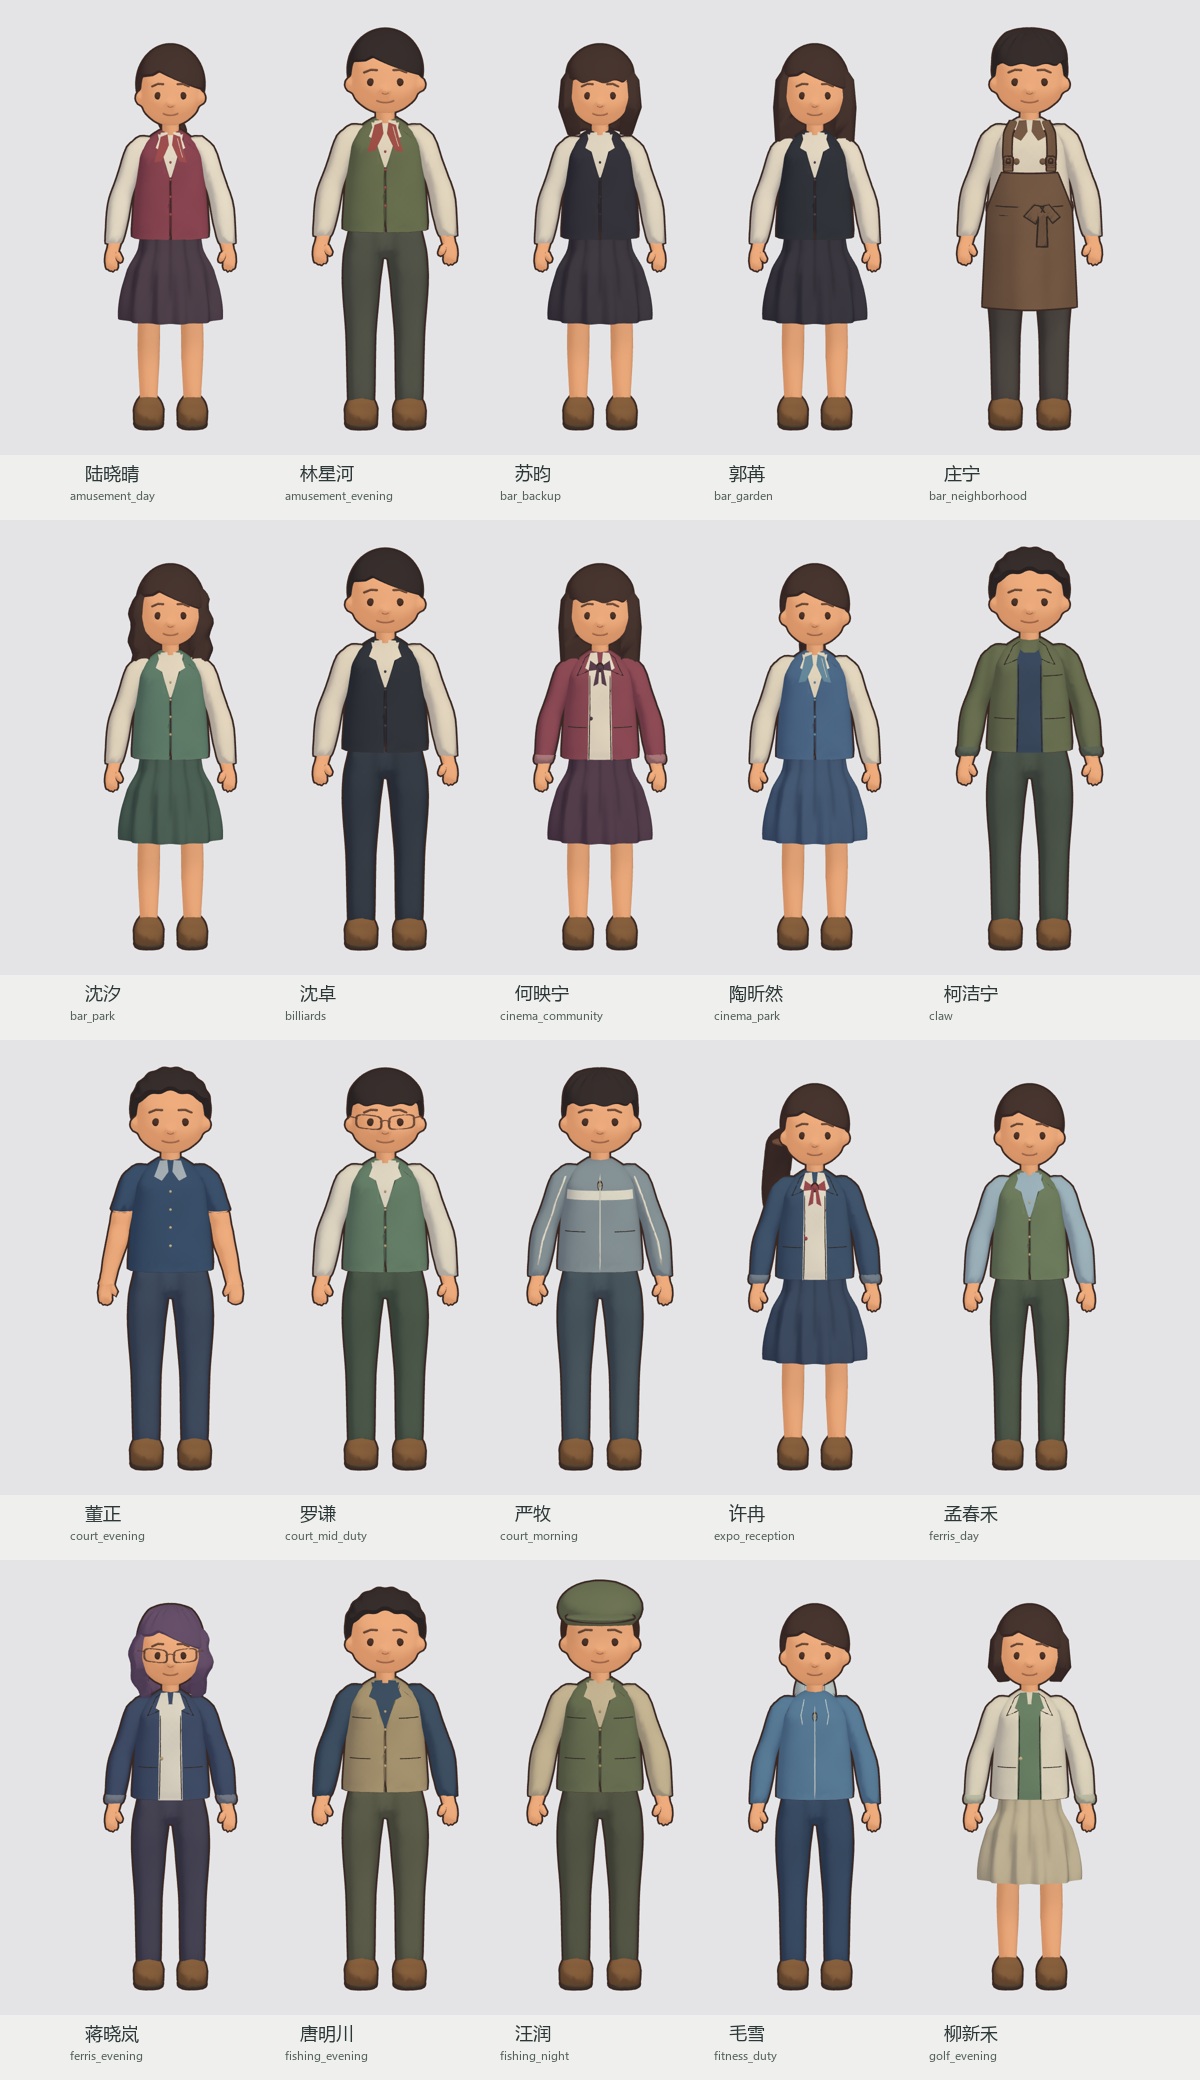 陆晓晴 林星河 苏昀 郭苒 庄宁
amusement_day amusement_evening bar_backup bar_garden bar_neighborhood
沈汐 沈卓 何映宁 陶昕然 柯洁宁
bar_park billiards cinema_community cinema_park claw
董正 罗谦 严牧 许冉 孟春禾
court_evening court_mid_duty court_morning expo_reception ferris_day
蒋晓岚 唐明川 汪润 毛雪 柳新禾
ferris_evening fishing_evening fishing_night fitness_duty golf_evening